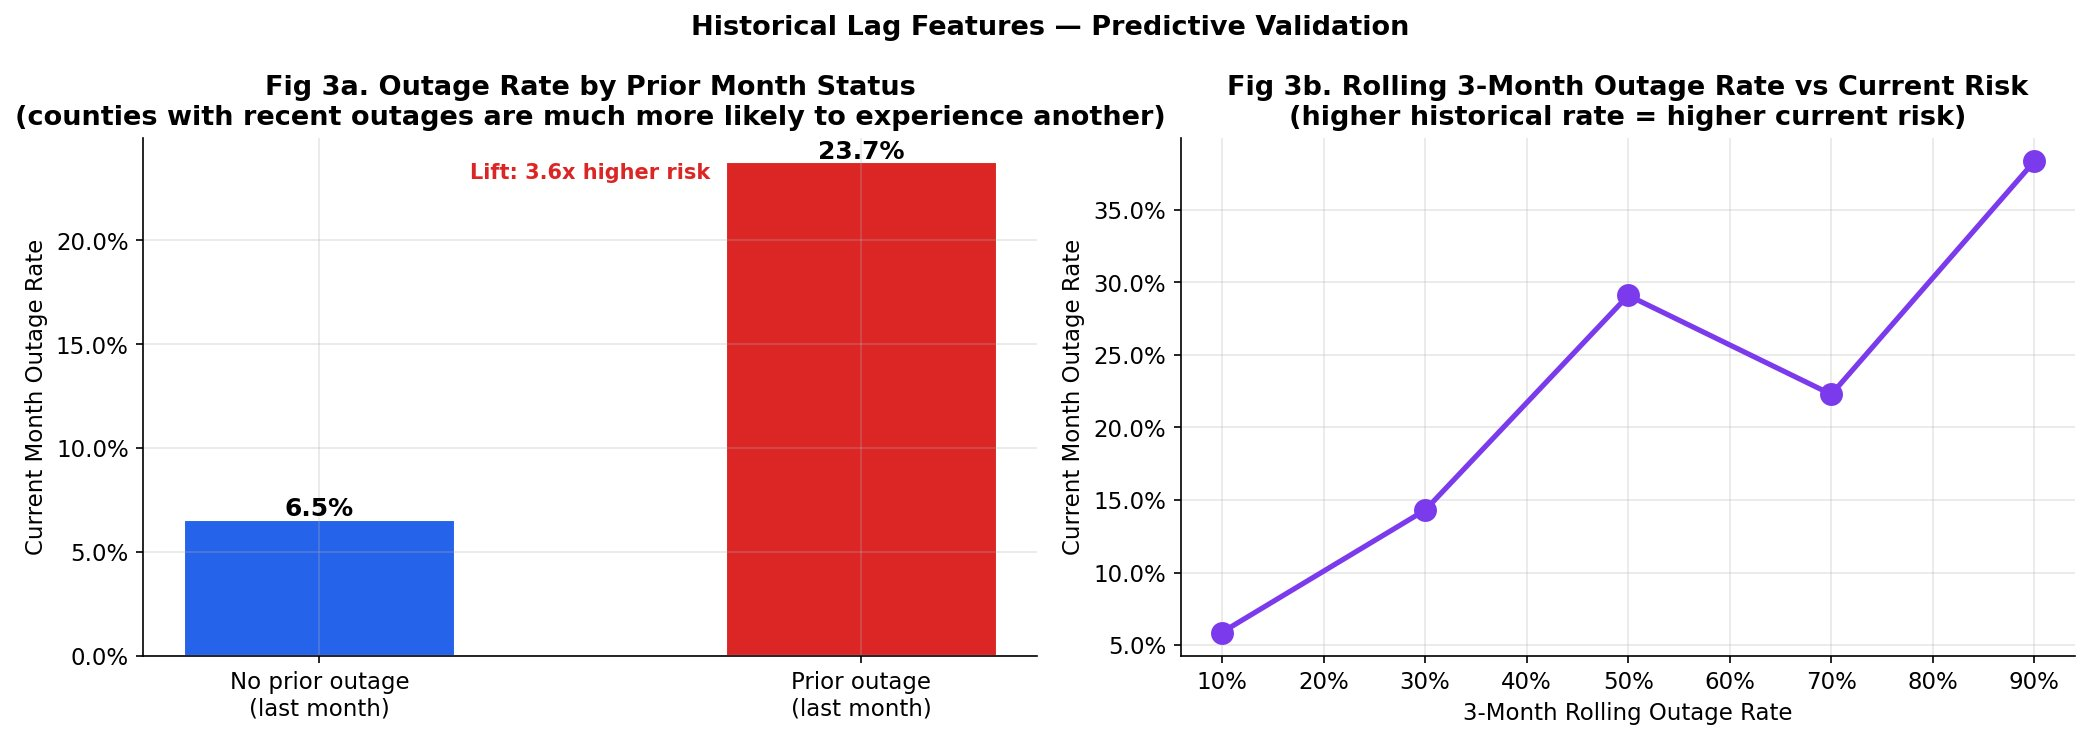 Historical Lag Features — Predictive Validation
Fig 3a. Outage Rate by Prior Month Status
(counties with recent outages are much more likely to experience another)
Current Month Outage Rate
20.0%
15.0%
10.0%
5.0%
0.0%
6.5%
Lift: 3.6x higher risk
23.7%
No prior outage
(last month)
Prior outage
(last month)
Fig 3b. Rolling 3-Month Outage Rate vs Current Risk
(higher historical rate = higher current risk)
Current Month Outage Rate
35.0%
30.0%
25.0%
20.0%
15.0%
10.0%
5.0%
10% 20% 30% 40% 50% 60% 70% 80% 90%
3-Month Rolling Outage Rate